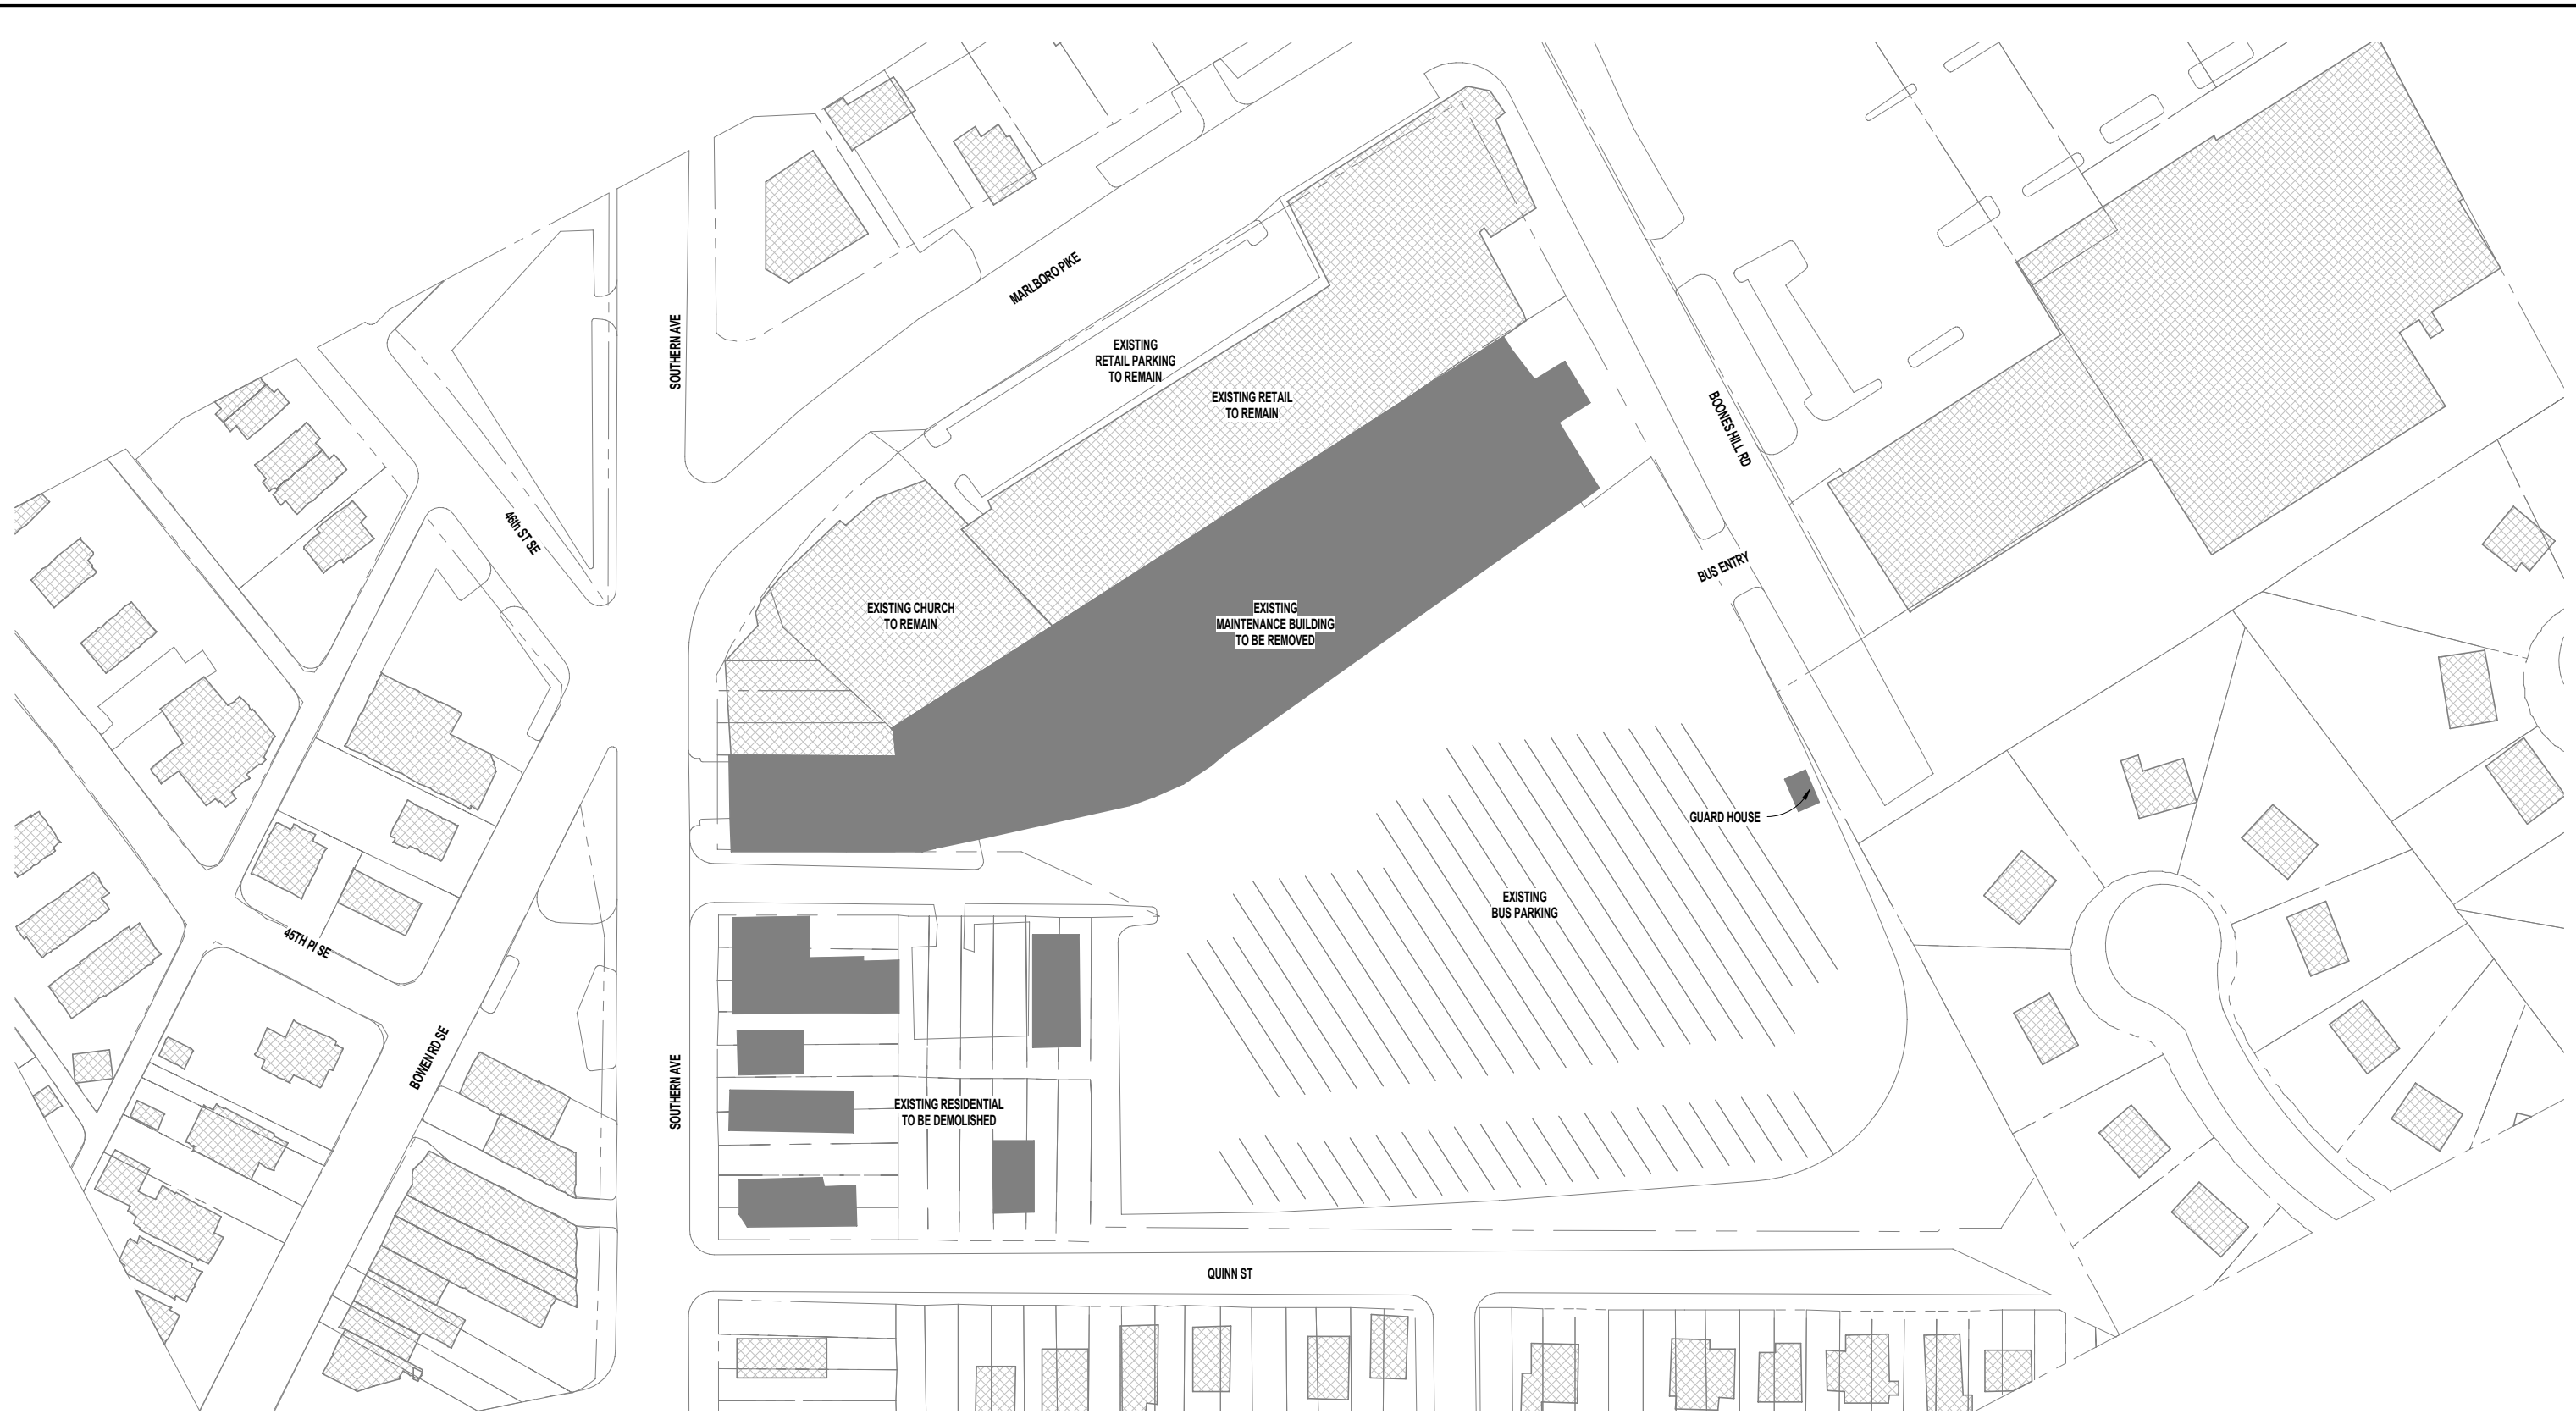 MARLBORO PIKE
SOUTHERN AVE
EXISTING
RETAIL PARKING
TO REMAIN
EXISTING RETAIL
TO REMAIN
BOONES HILL RD
46th ST SE
BUS ENTRY
EXISTING CHURCH
TO REMAIN
EXISTING
MAINTENANCE BUILDING
TO BE REMOVED
GUARD HOUSE
EXISTING
BUS PARKING
45TH Pl SE
BOWEN RD SE
SOUTHERN AVE
EXISTING RESIDENTIAL
TO BE DEMOLISHED
QUINN ST